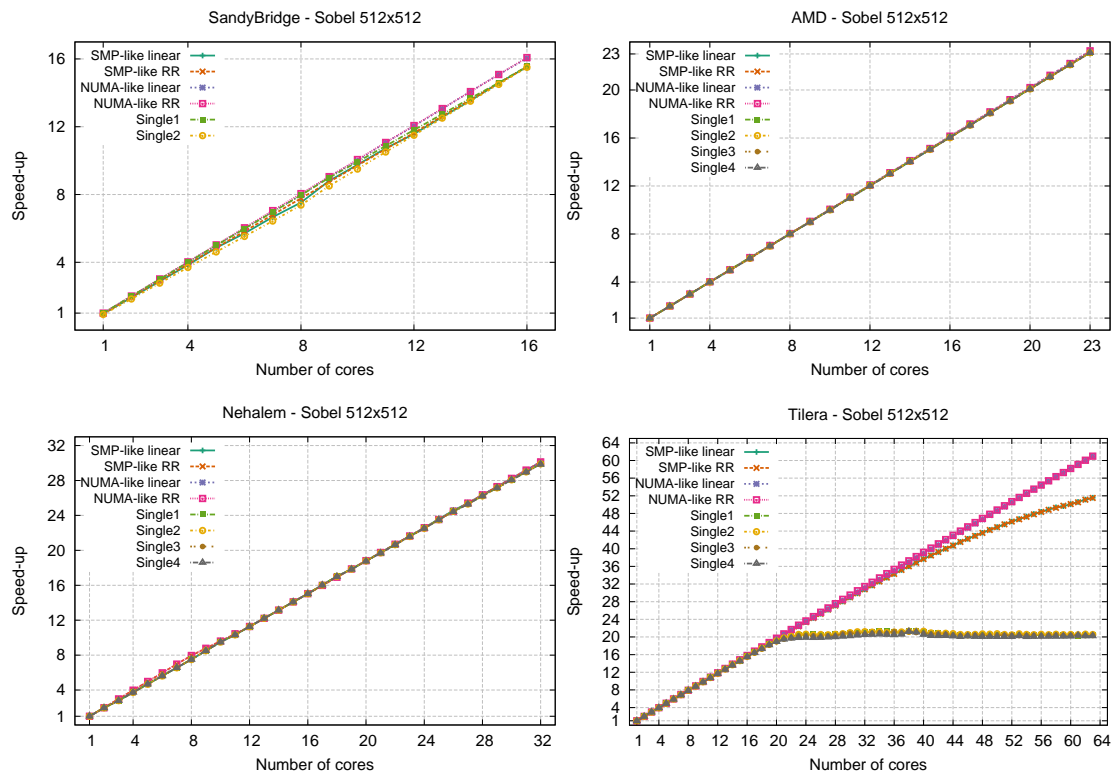 SandyBridge - Sobel 512x512
16
12
8
4
1
Speed-up
SMP-like linear
SMP-like RR
NUMA-like linear
NUMA-like RR
Single1
Single2
1 4 8 12 16
Number of cores
AMD - Sobel 512x512
23
20
16
12
8
4
1
Speed-up
SMP-like linear
SMP-like RR
NUMA-like linear
NUMA-like RR
Single1
Single2
Single3
Single4
1 4 8 12 16 20 23
Number of cores
Nehalem - Sobel 512x512
32
28
24
20
16
12
8
4
1
Speed-up
SMP-like linear
SMP-like RR
NUMA-like linear
NUMA-like RR
Single1
Single2
Single3
Single4
1 4 8 12 16 20 24 28 32
Number of cores
Tilera - Sobel 512x512
64
60
56
52
48
44
40
36
32
28
24
20
16
12
8
4
1
Speed-up
SMP-like linear
SMP-like RR
NUMA-like linear
NUMA-like RR
Single1
Single2
Single3
Single4
1 4 8 12 16 20 24 28 32 36 40 44 48 52 56 60 64
Number of cores